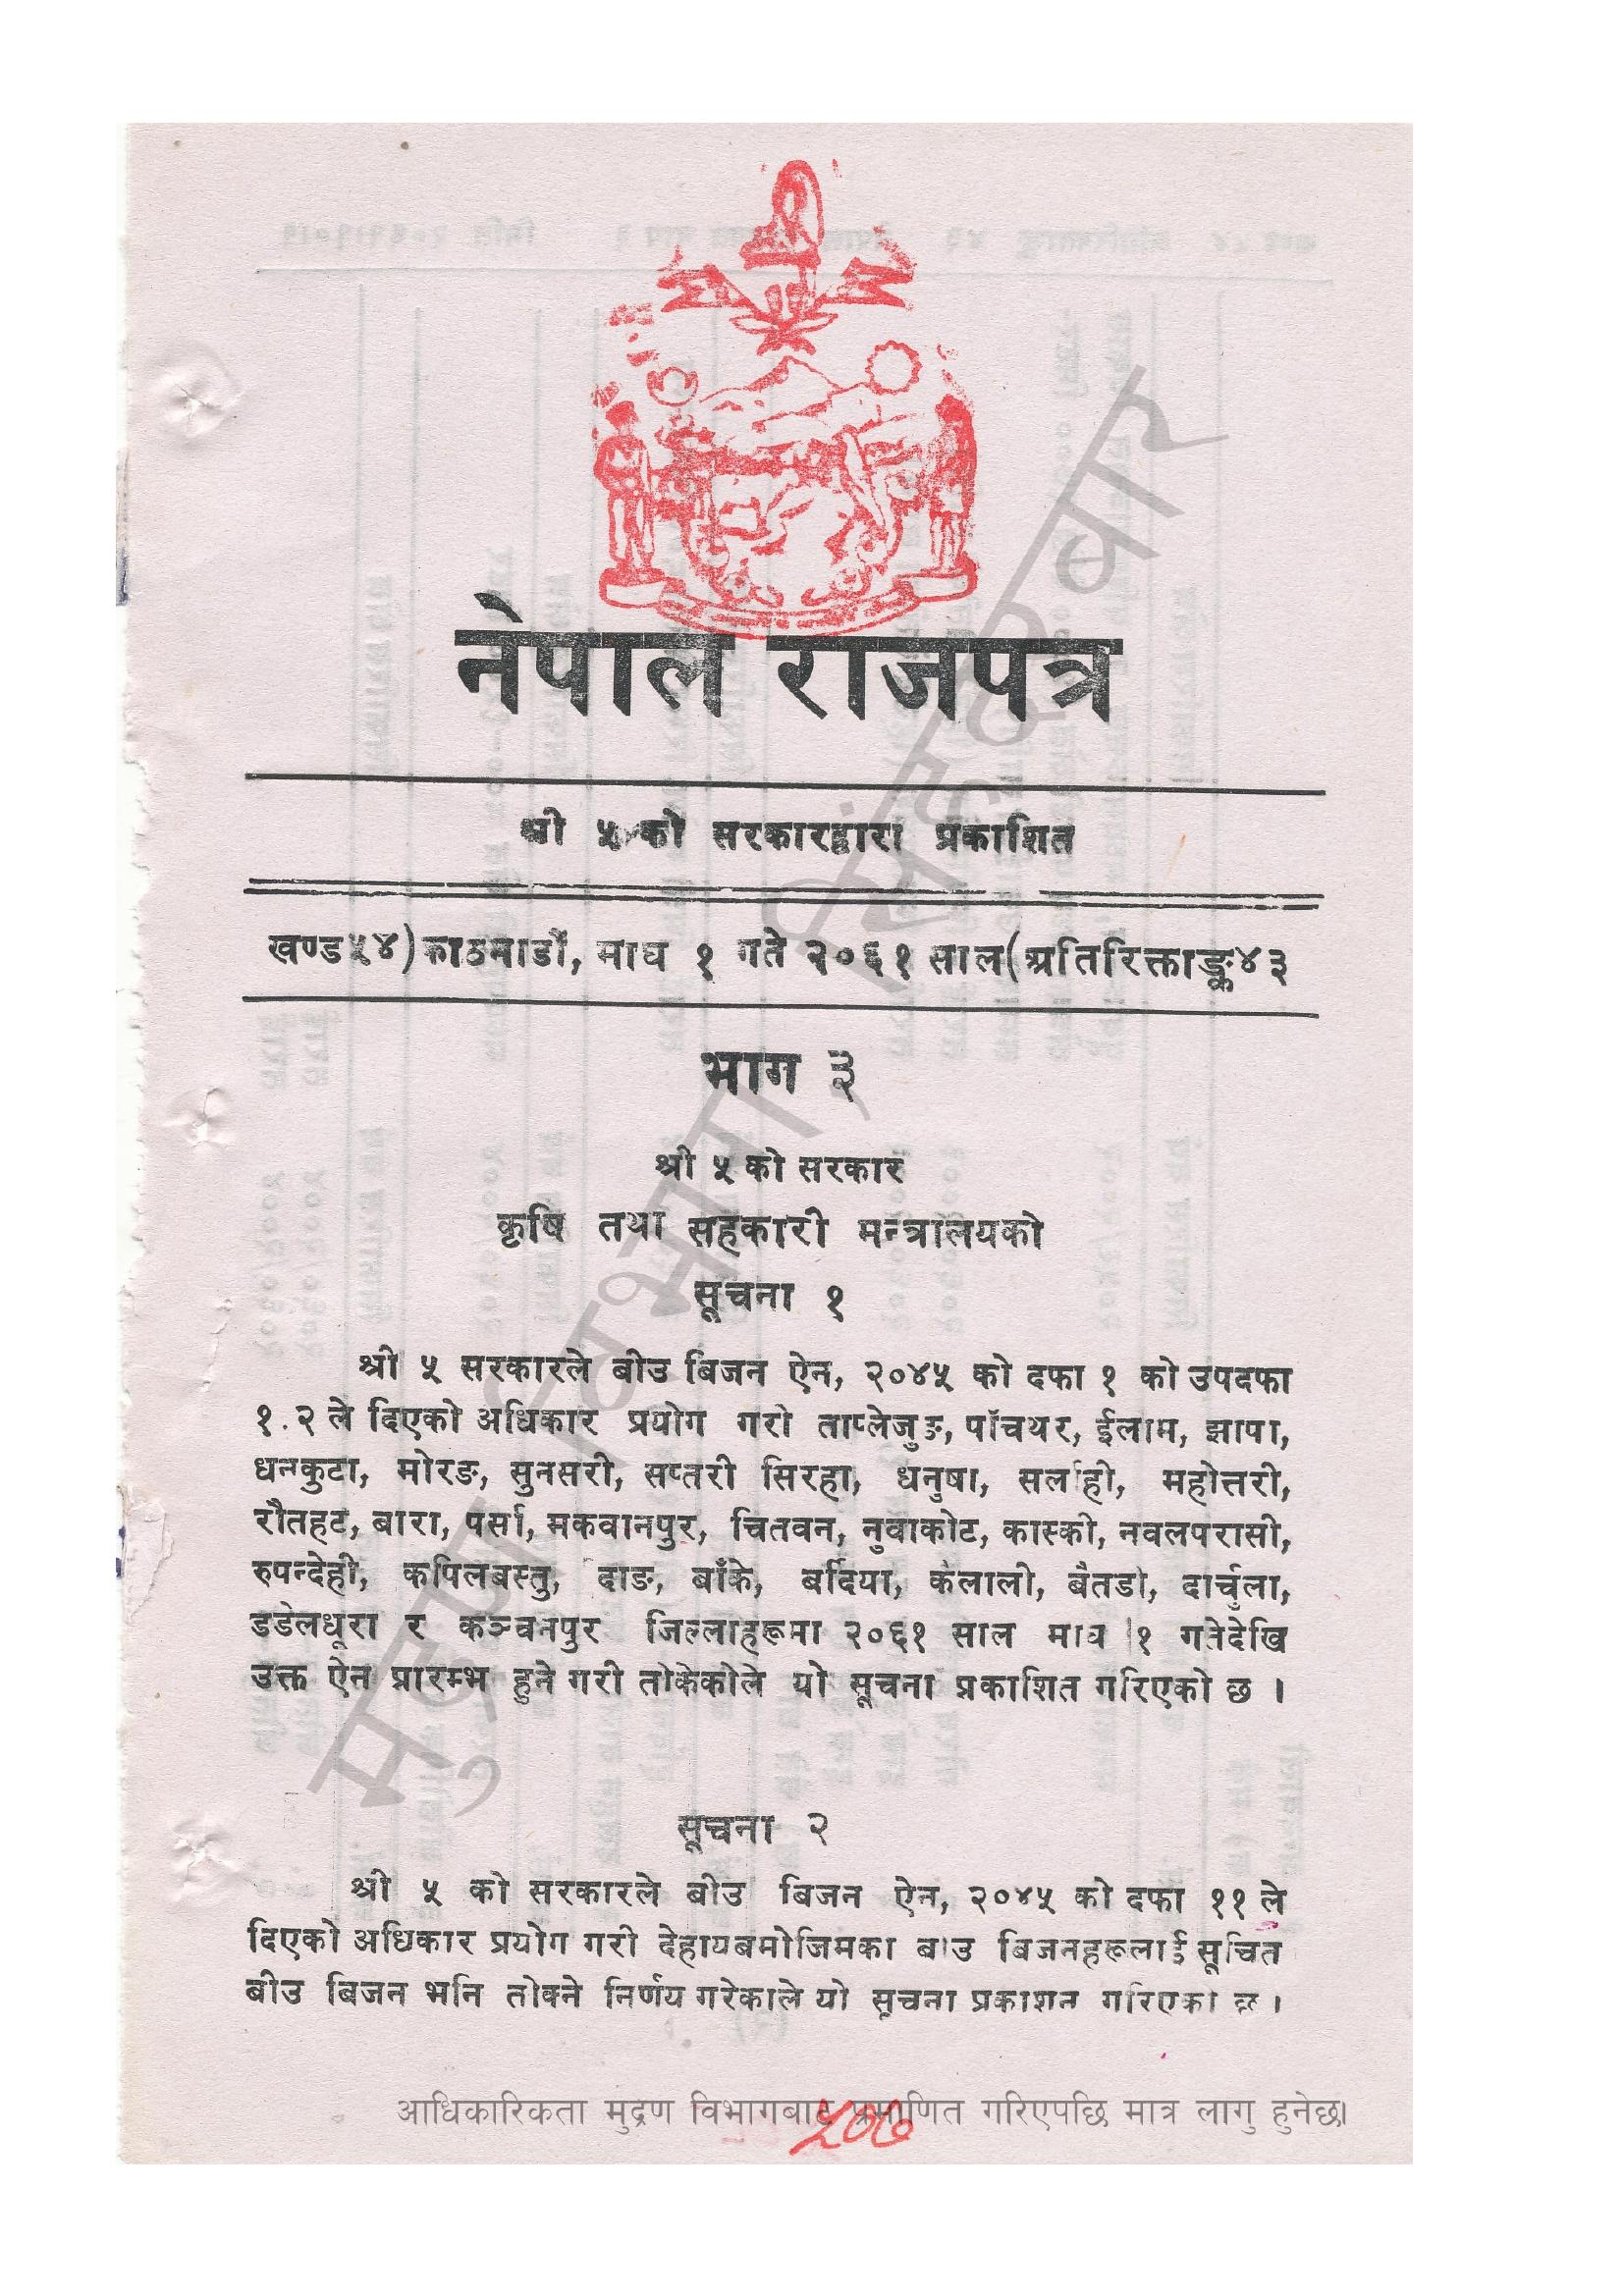 नेपाल राजपत्र
श्री ५ को सरकारद्वारा प्रकाशित
खण्ड ५४) काठमाडौं, माघ १ गते २०६१ साल (अतिरिक्ताङ्क ४३
भाग ३
श्री ५ को सरकार
कृषि तथा सहकारी मन्त्रालयको
सूचना १
श्री ५ सरकारले बीउ बिजन ऐन, २०४५ को दफा १ को उपदफा
१.२ ले दिएको अधिकार प्रयोग गरी ताप्लेजुङ, पाँचथर, ईलाम, झापा,
धनकुटा, मोरङ, सुनसरी, सप्तरी सिरहा, धनुषा, सर्लाही, महोत्तरी,
रौतहट, बारा, पर्सा, मकवानपुर, चितवन, नुवाकोट, कास्की, नवलपरासी,
रुपन्देही, कपिलबस्तु, दाङ, बाँके, बर्दिया, कैलाली, बैतडी, दार्चुला,
डडेलधूरा र कञ्चनपुर जिल्लाहरूमा २०६१ साल माघ १ गतेदेखि
उक्त ऐन प्रारम्भ हुने गरी तोकेकोले यो सूचना प्रकाशित गरिएको छ ।
सूचना २
श्री ५ को सरकारले बीउ बिजन ऐन, २०४५ को दफा ११ ले
दिएको अधिकार प्रयोग गरी देहायबमोजिमका बीउ बिजनहरूलाई सूचित
बीउ बिजन भनि तोक्ने निर्णय गरेकाले यो सूचना प्रकाशन गरिएको छ ।
मुद्रण विभाग, सिंहदरबार
आधिकारिकता मुद्रण विभागबाट प्रमाणित गरिएपछि मात्र लागु हुनेछ।
५०७